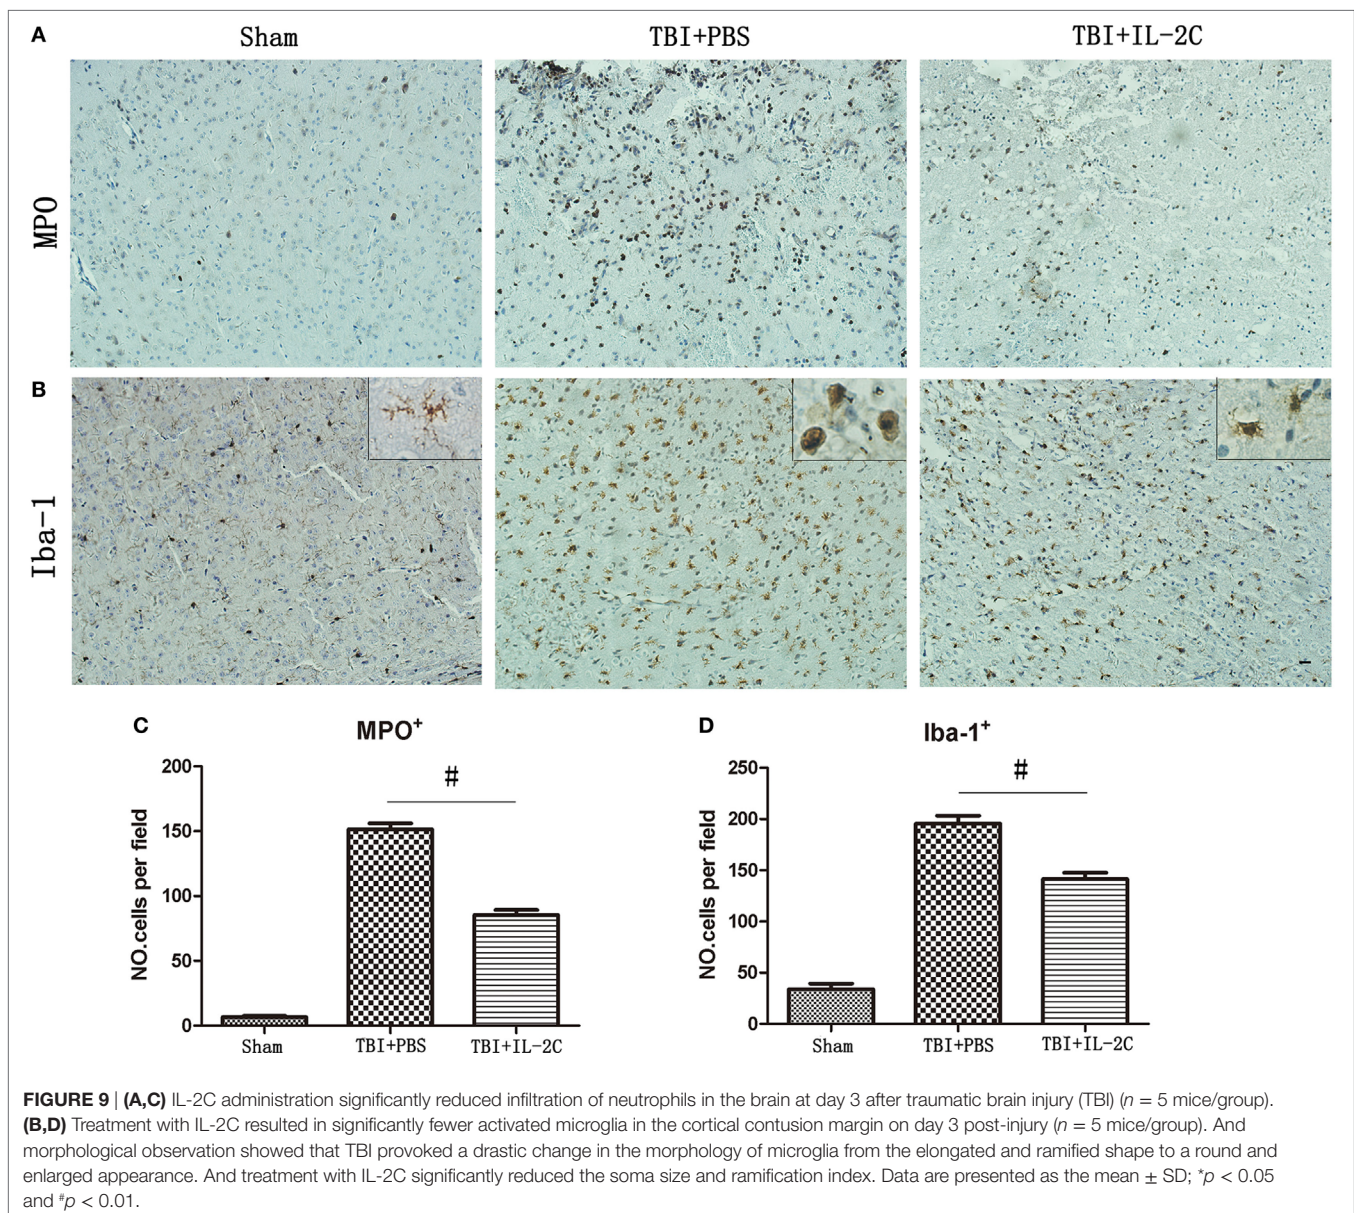 A
Sham
TBI+PBS
TBI+IL-2C
MPO
B
Iba-1
C
MPO⁺
NO.cells per field
200
150
100
50
0
#
Sham
TBI+PBS
TBI+IL-2C
D
Iba-1⁺
NO.cells per field
250
200
150
100
50
0
#
Sham
TBI+PBS
TBI+IL-2C
FIGURE 9 | (A,C) IL-2C administration significantly reduced infiltration of neutrophils in the brain at day 3 after traumatic brain injury (TBI) (n = 5 mice/group).
(B,D) Treatment with IL-2C resulted in significantly fewer activated microglia in the cortical contusion margin on day 3 post-injury (n = 5 mice/group). And
morphological observation showed that TBI provoked a drastic change in the morphology of microglia from the elongated and ramified shape to a round and
enlarged appearance. And treatment with IL-2C significantly reduced the soma size and ramification index. Data are presented as the mean ± SD; *p < 0.05
and #p < 0.01.